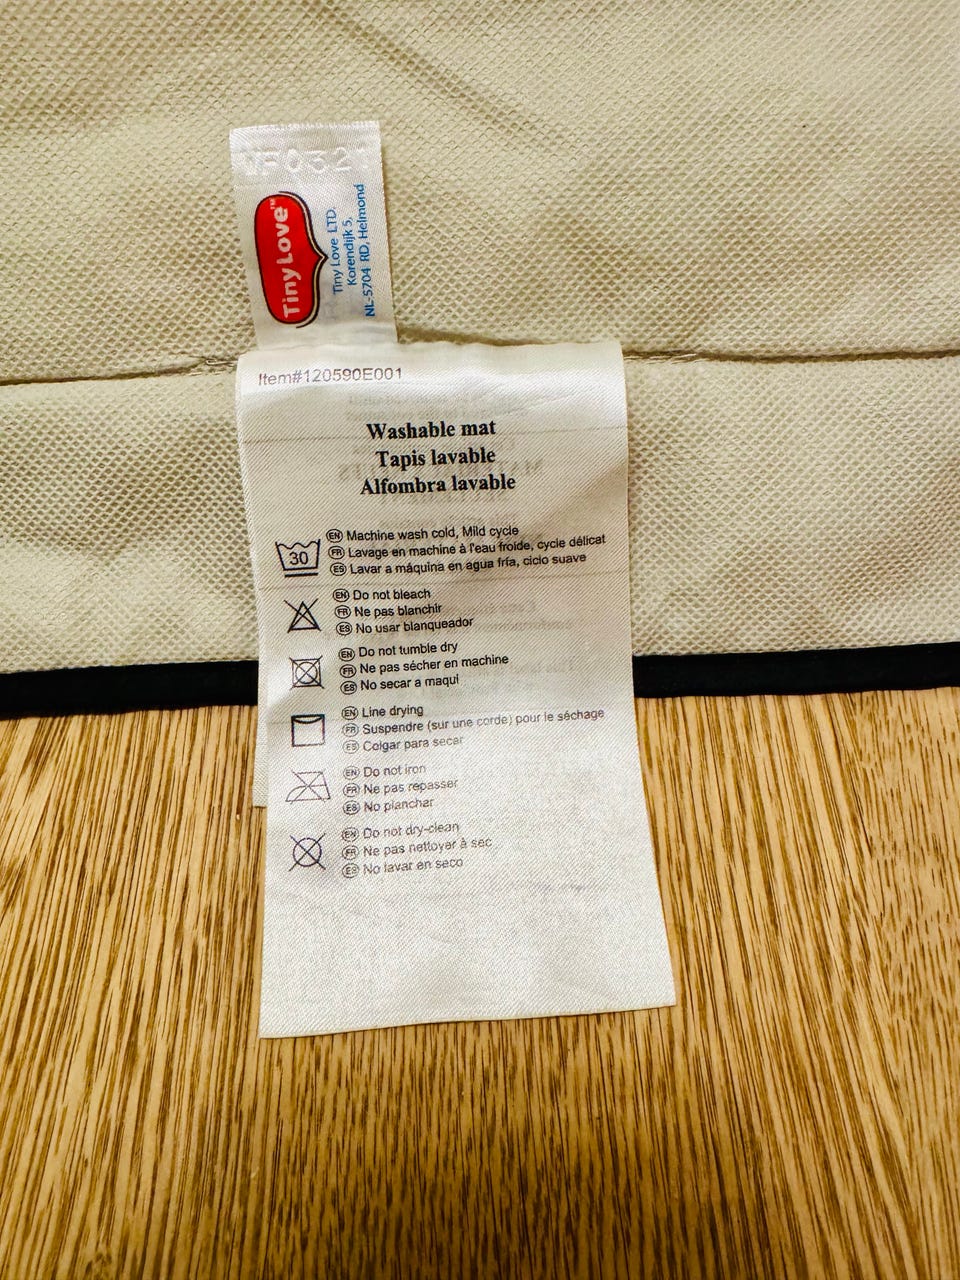 Tiny Love™
Tiny Love LTD.
Korendijk 5,
NL-5704 RD, Helmond
Item#120590E001
Washable mat
Tapis lavable
Alfombra lavable
30
EN Machine wash cold, Mild cycle
FR Lavage en machine à l'eau froide, cycle délicat
ES Lavar a máquina en agua fría, ciclo suave
EN Do not bleach
FR Ne pas blanchir
ES No usar blanqueador
EN Do not tumble dry
FR Ne pas sécher en machine
ES No secar a maqui
EN Line drying
FR Suspendre (sur une corde) pour le séchage
ES Colgar para secar
EN Do not iron
FR Ne pas repasser
ES No planchar
EN Do not dry-clean
FR Ne pas nettoyer à sec
ES No lavar en seco